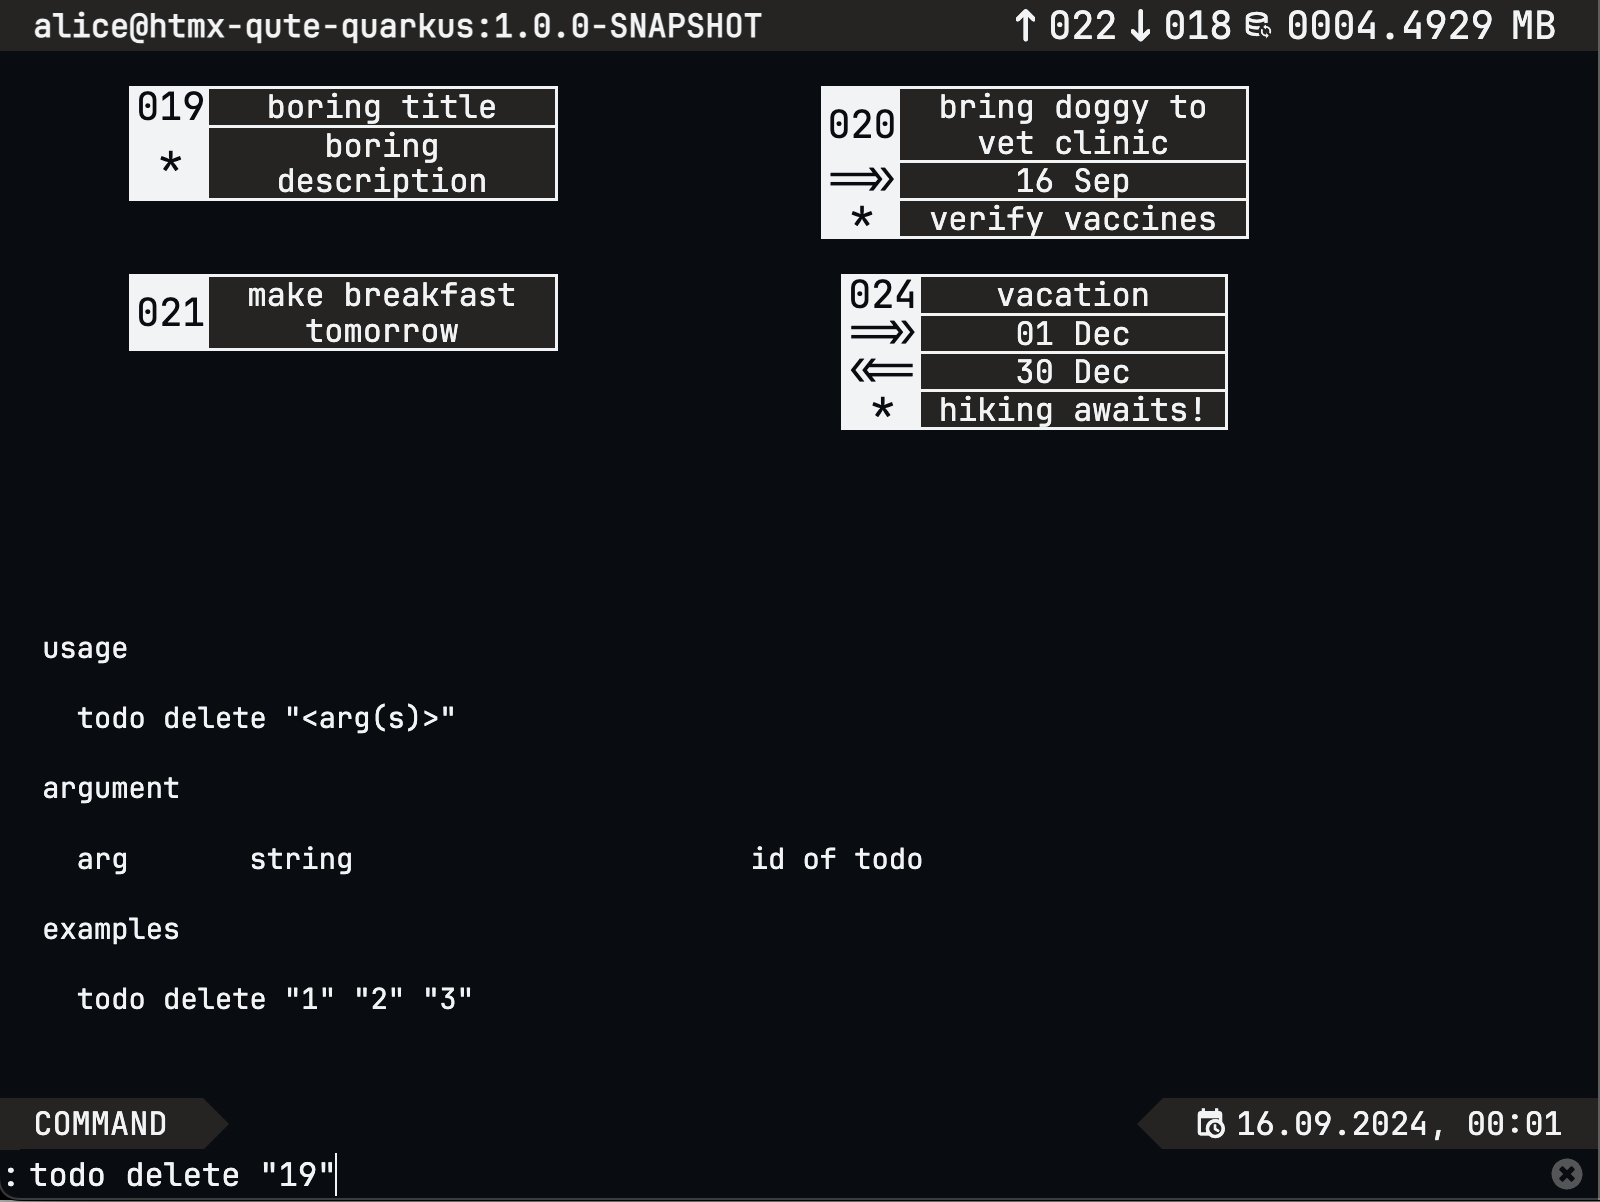 alice@htmx-qute-quarkus:1.0.0-SNAPSHOT ↑ 022 ↓ 018 0004.4929 MB
019 boring title
* boring
description
020 bring doggy to
vet clinic
==>> 16 Sep
* verify vaccines
021 make breakfast
tomorrow
024 vacation
==>> 01 Dec
<<== 30 Dec
* hiking awaits!
usage
todo delete "<arg(s)>"
argument
arg string id of todo
examples
todo delete "1" "2" "3"
COMMAND 16.09.2024, 00:01
:todo delete "19"